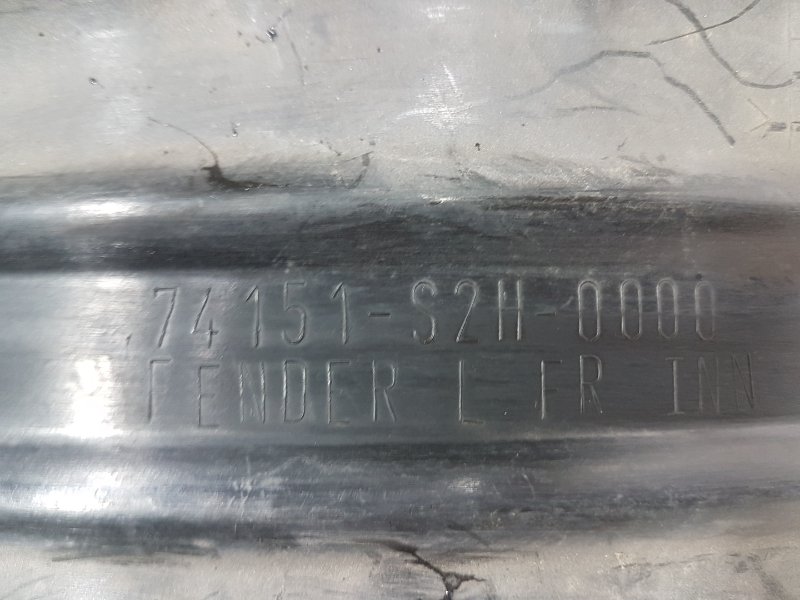 74151-S2H-0000
FENDER L FR INN